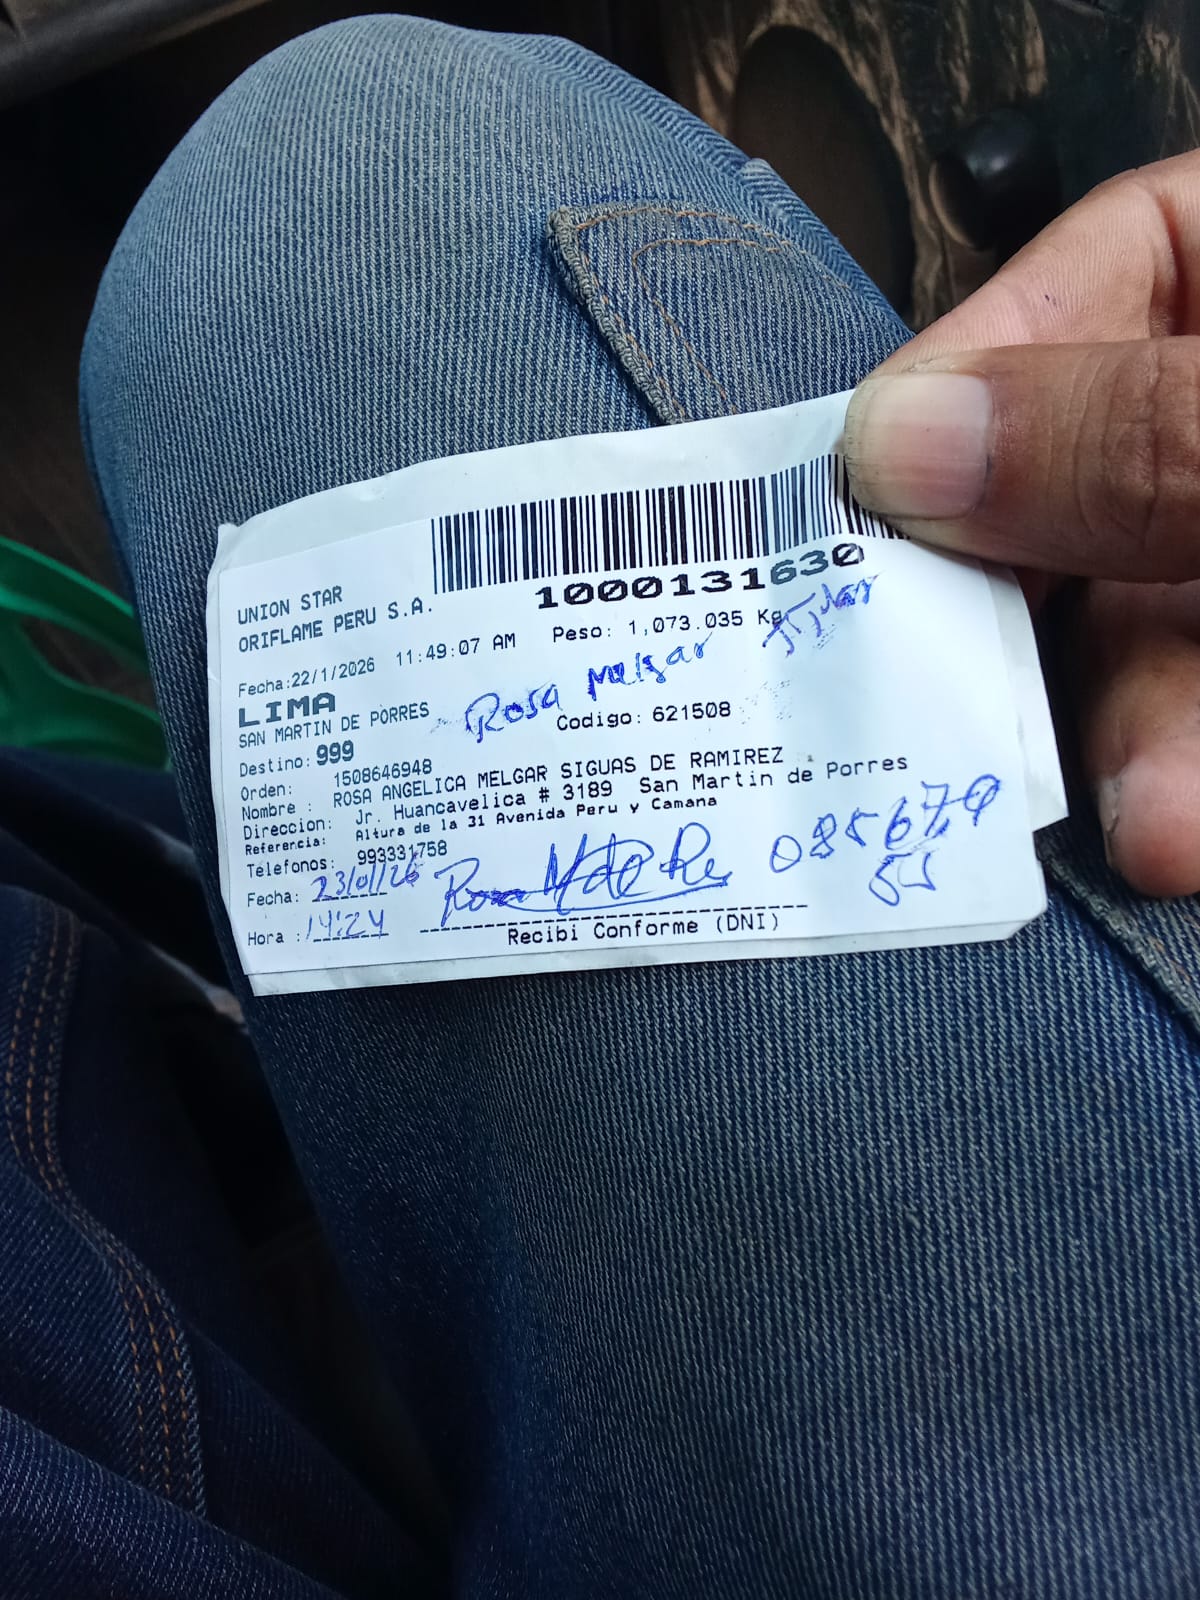 1000131630
UNION STAR
ORIFLAME PERU S.A.
Fecha:22/1/2026 11:49:07 AM Peso: 1,073.035 Kg
LIMA
SAN MARTIN DE PORRES
Rosa Melgar
Titular
Destino: 999 Codigo: 621508
Orden: 1508646948
Nombre : ROSA ANGELICA MELGAR SIGUAS DE RAMIREZ
Direccion: Jr. Huancavelica # 3189 San Martin de Porres
Referencia: Altura de la 31 Avenida Peru y Camana
Telefonos: 993331758
Fecha: 23/01/26
Hora : 14:24
Recibi Conforme (DNI)